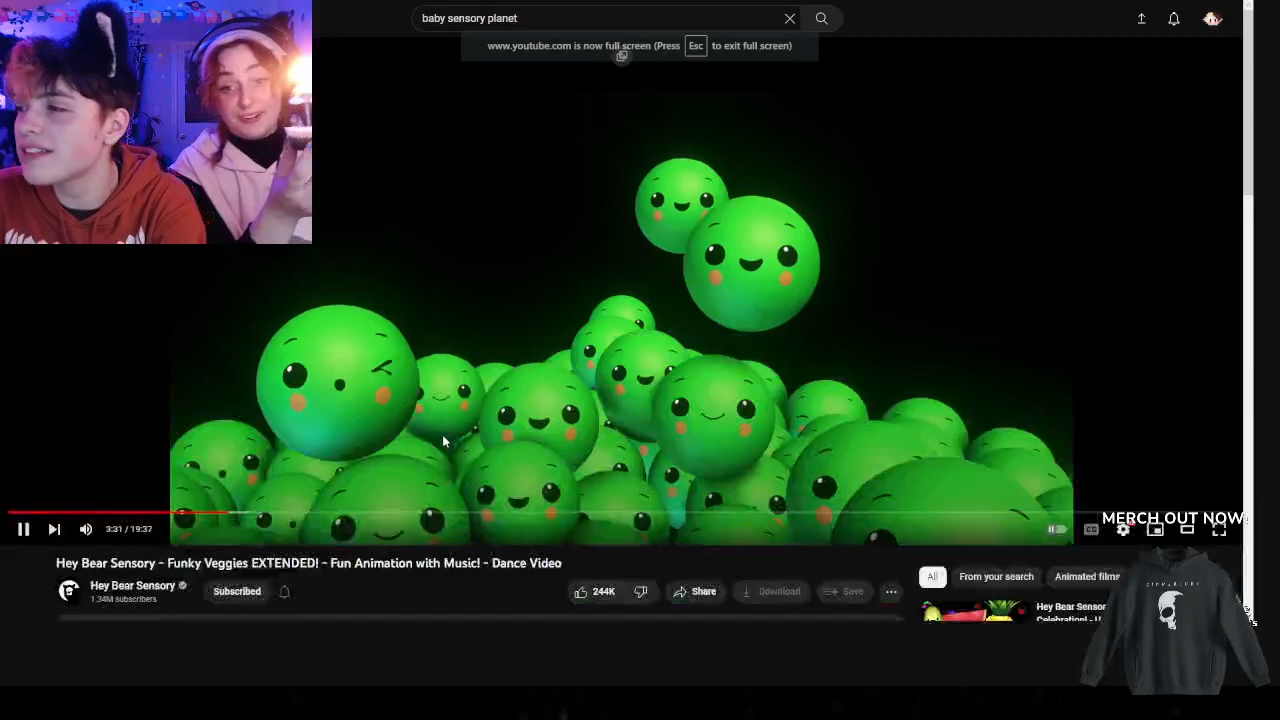 baby sensory planet
www.youtube.com is now full screen (Press Esc to exit full screen)
3:31 / 19:37
MERCH OUT NOW!
Hey Bear Sensory - Funky Veggies EXTENDED! - Fun Animation with Music! - Dance Video
Hey Bear Sensory
1.34M subscribers
Subscribed
244K
Share
Download
Save
All
From your search
Animated films
Hey Bear Sensory
Celebration! -